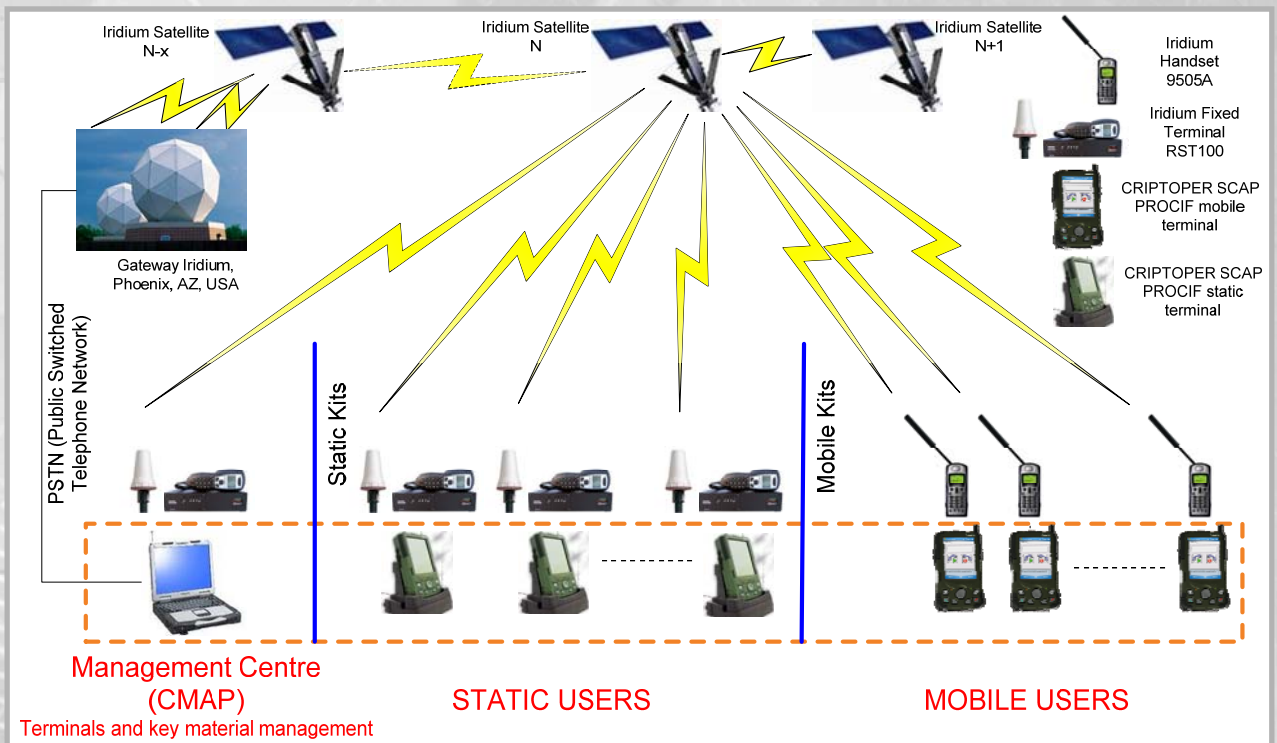 Iridium Satellite
N-x
Iridium Satellite
N
Iridium Satellite
N+1
Iridium
Handset
9505A
Iridium Fixed
Terminal
RST100
CRIPTOPER SCAP
PROCIF mobile
terminal
CRIPTOPER SCAP
PROCIF static
terminal
Gateway Iridium,
Phoenix, AZ, USA
PSTN (Public Switched
Telephone Network)
Static Kits
Mobile Kits
Management Centre
(CMAP)
Terminals and key material management
STATIC USERS
MOBILE USERS